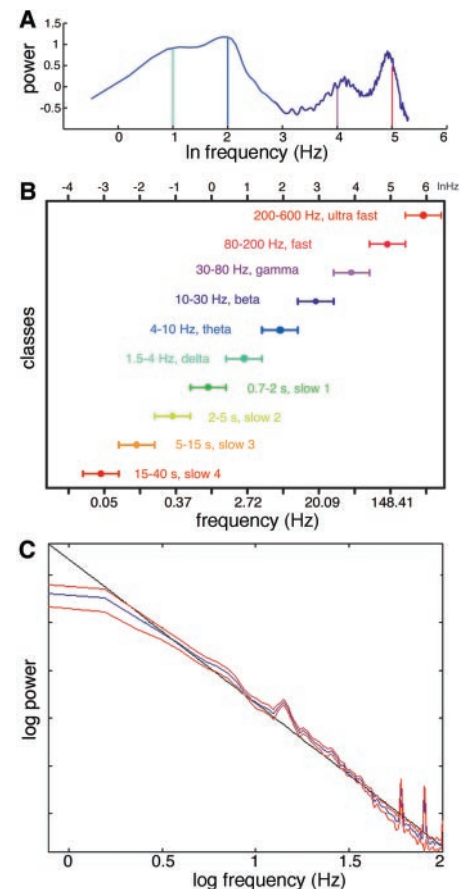 A
power
1.5
1
0.5
0
-0.5
0 1 2 3 4 5 6
ln frequency (Hz)
B
-4 -3 -2 -1 0 1 2 3 4 5 6 lnHz
classes
200-600 Hz, ultra fast
80-200 Hz, fast
30-80 Hz, gamma
10-30 Hz, beta
4-10 Hz, theta
1.5-4 Hz, delta
0.7-2 s, slow 1
2-5 s, slow 2
5-15 s, slow 3
15-40 s, slow 4
0.05 0.37 2.72 20.09 148.41
frequency (Hz)
C
log power
0 0.5 1 1.5 2
log frequency (Hz)